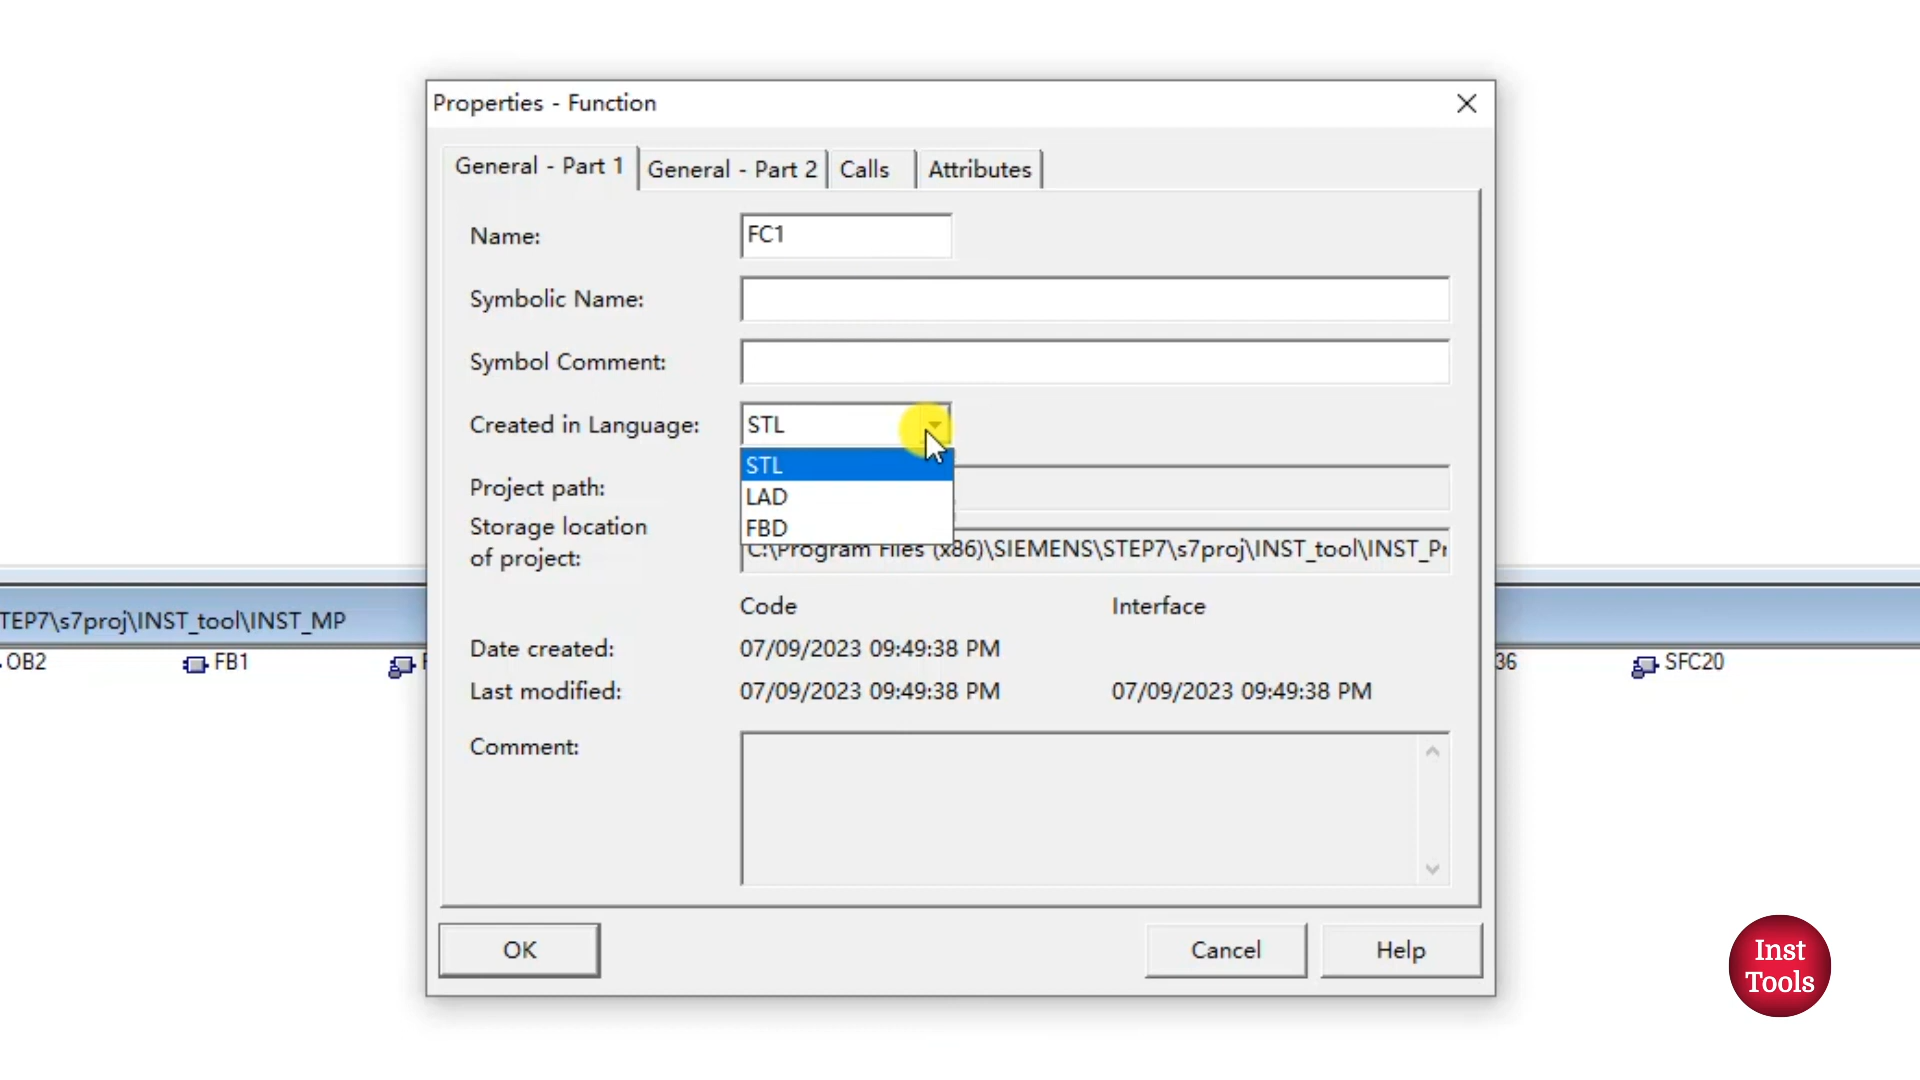 Properties - Function
General - Part 1
General - Part 2
Calls
Attributes
Name:
FC1
Symbolic Name:
Symbol Comment:
Created in Language:
STL
STL
LAD
FBD
Project path:
Storage location
of project:
C:\Program Files (x86)\SIEMENS\STEP7\s7proj\INST_tool\INST_Pr
Code
Interface
Date created:
07/09/2023 09:49:38 PM
Last modified:
07/09/2023 09:49:38 PM
07/09/2023 09:49:38 PM
Comment:
OK
Cancel
Help
TEP7\s7proj\INST_tool\INST_MP
OB2
FB1
36
SFC20
Inst
Tools